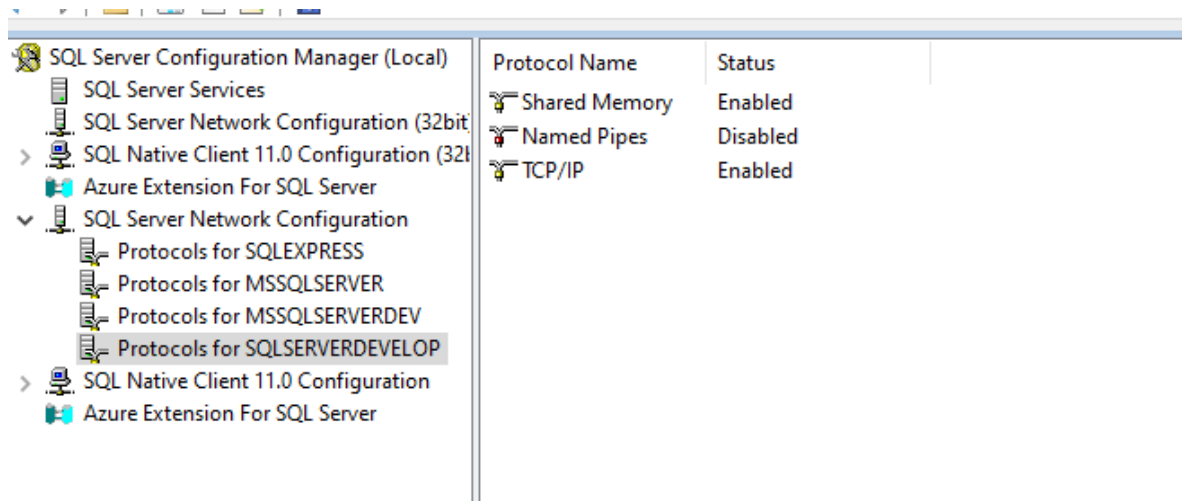 SQL Server Configuration Manager (Local)
SQL Server Services
SQL Server Network Configuration (32bit
SQL Native Client 11.0 Configuration (32b
Azure Extension For SQL Server
SQL Server Network Configuration
Protocols for SQLEXPRESS
Protocols for MSSQLSERVER
Protocols for MSSQLSERVERDEV
Protocols for SQLSERVERDEVELOP
SQL Native Client 11.0 Configuration
Azure Extension For SQL Server
Protocol Name Status
Shared Memory Enabled
Named Pipes Disabled
TCP/IP Enabled